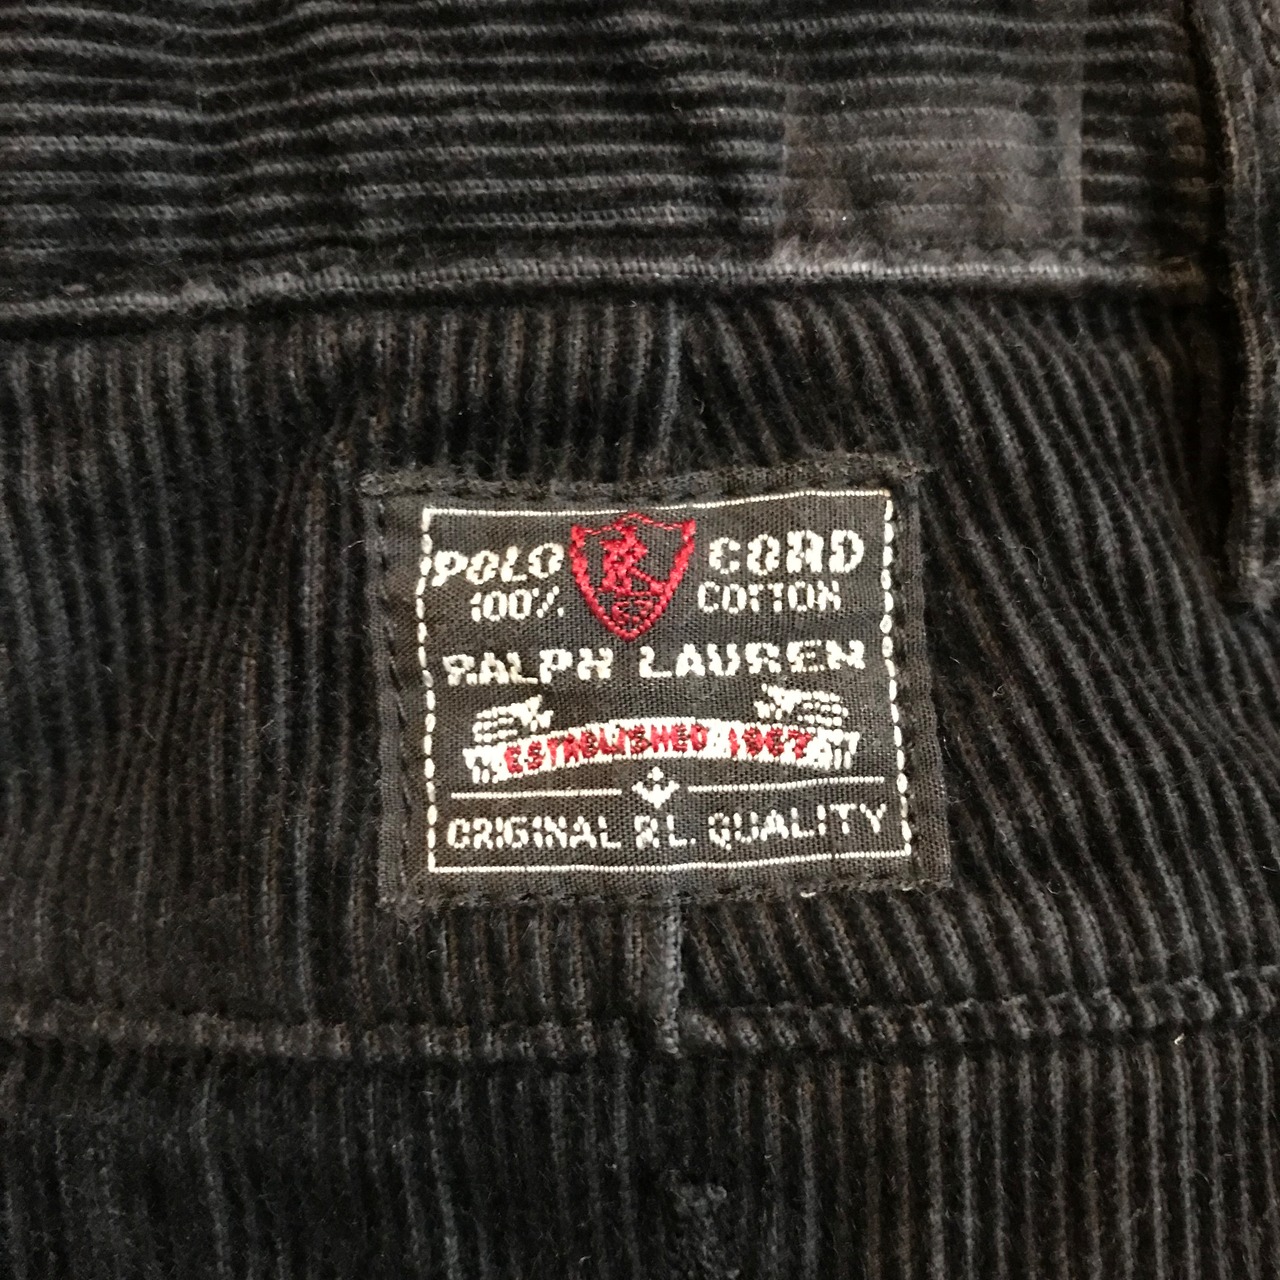 POLO CORD
100% COTTON
RALPH LAUREN
ESTABLISHED 1967
ORIGINAL R.L. QUALITY